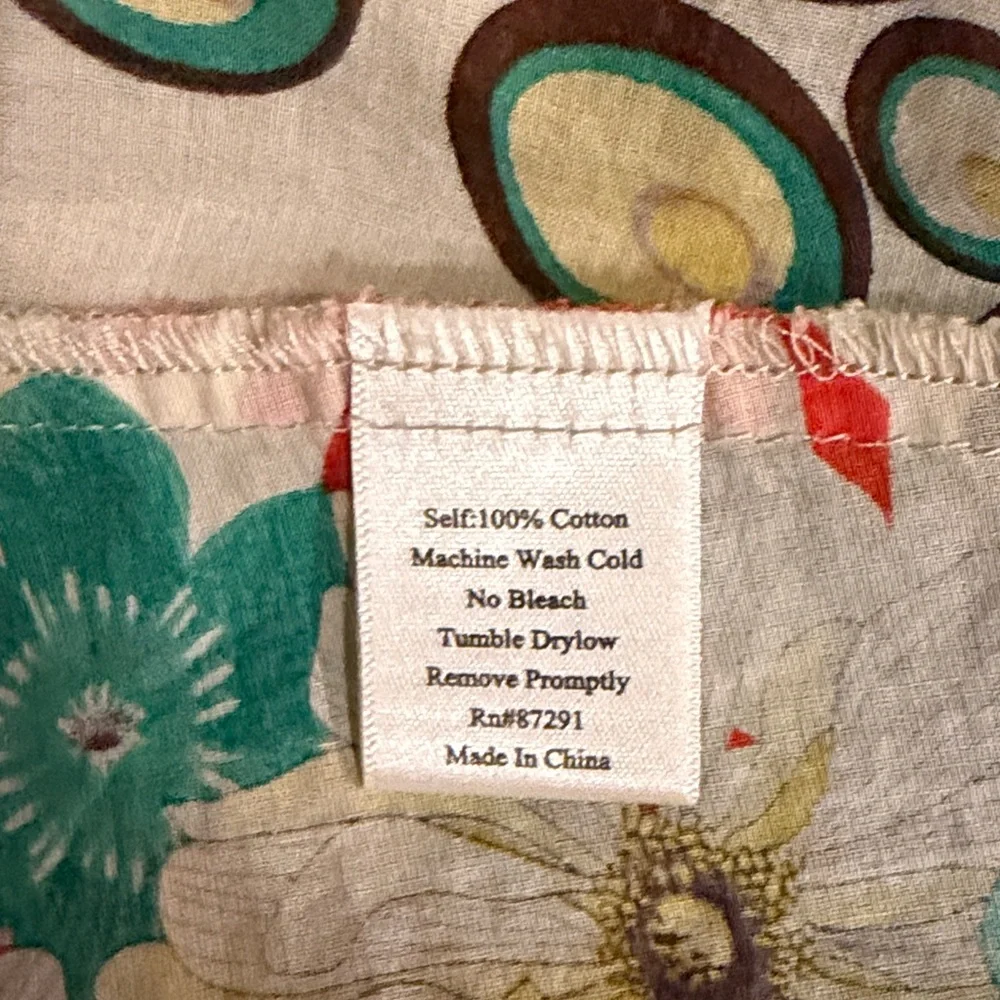 Self:100% Cotton
Machine Wash Cold
No Bleach
Tumble Drylow
Remove Promptly
Rn#87291
Made In China